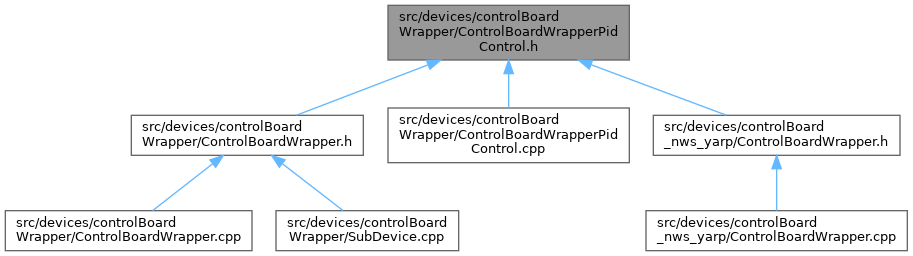 src/devices/controlBoard
Wrapper/ControlBoardWrapperPid
Control.h
src/devices/controlBoard
Wrapper/ControlBoardWrapper.h
src/devices/controlBoard
Wrapper/ControlBoardWrapperPid
Control.cpp
src/devices/controlBoard
_nws_yarp/ControlBoardWrapper.h
src/devices/controlBoard
Wrapper/ControlBoardWrapper.cpp
src/devices/controlBoard
Wrapper/SubDevice.cpp
src/devices/controlBoard
_nws_yarp/ControlBoardWrapper.cpp